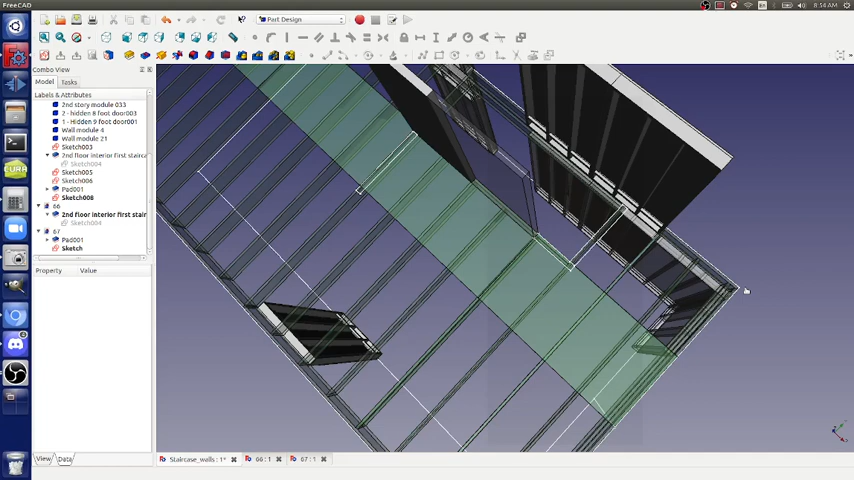 FreeCAD
8:54 AM
Part Design
Combo View
Model Tasks
Labels & Attributes
2nd story module 033
2 - hidden 8 foot door003
1 - Hidden 9 foot door001
Wall module 4
Wall module 21
Sketch003
2nd floor interior First stairca
Sketch004
Sketch005
Sketch006
Pad001
Sketch008
66
2nd floor interior first stair
Sketch004
67
Pad001
Sketch
Property Value
View Data
Staircase_walls : 1*
66 : 1
67 : 1